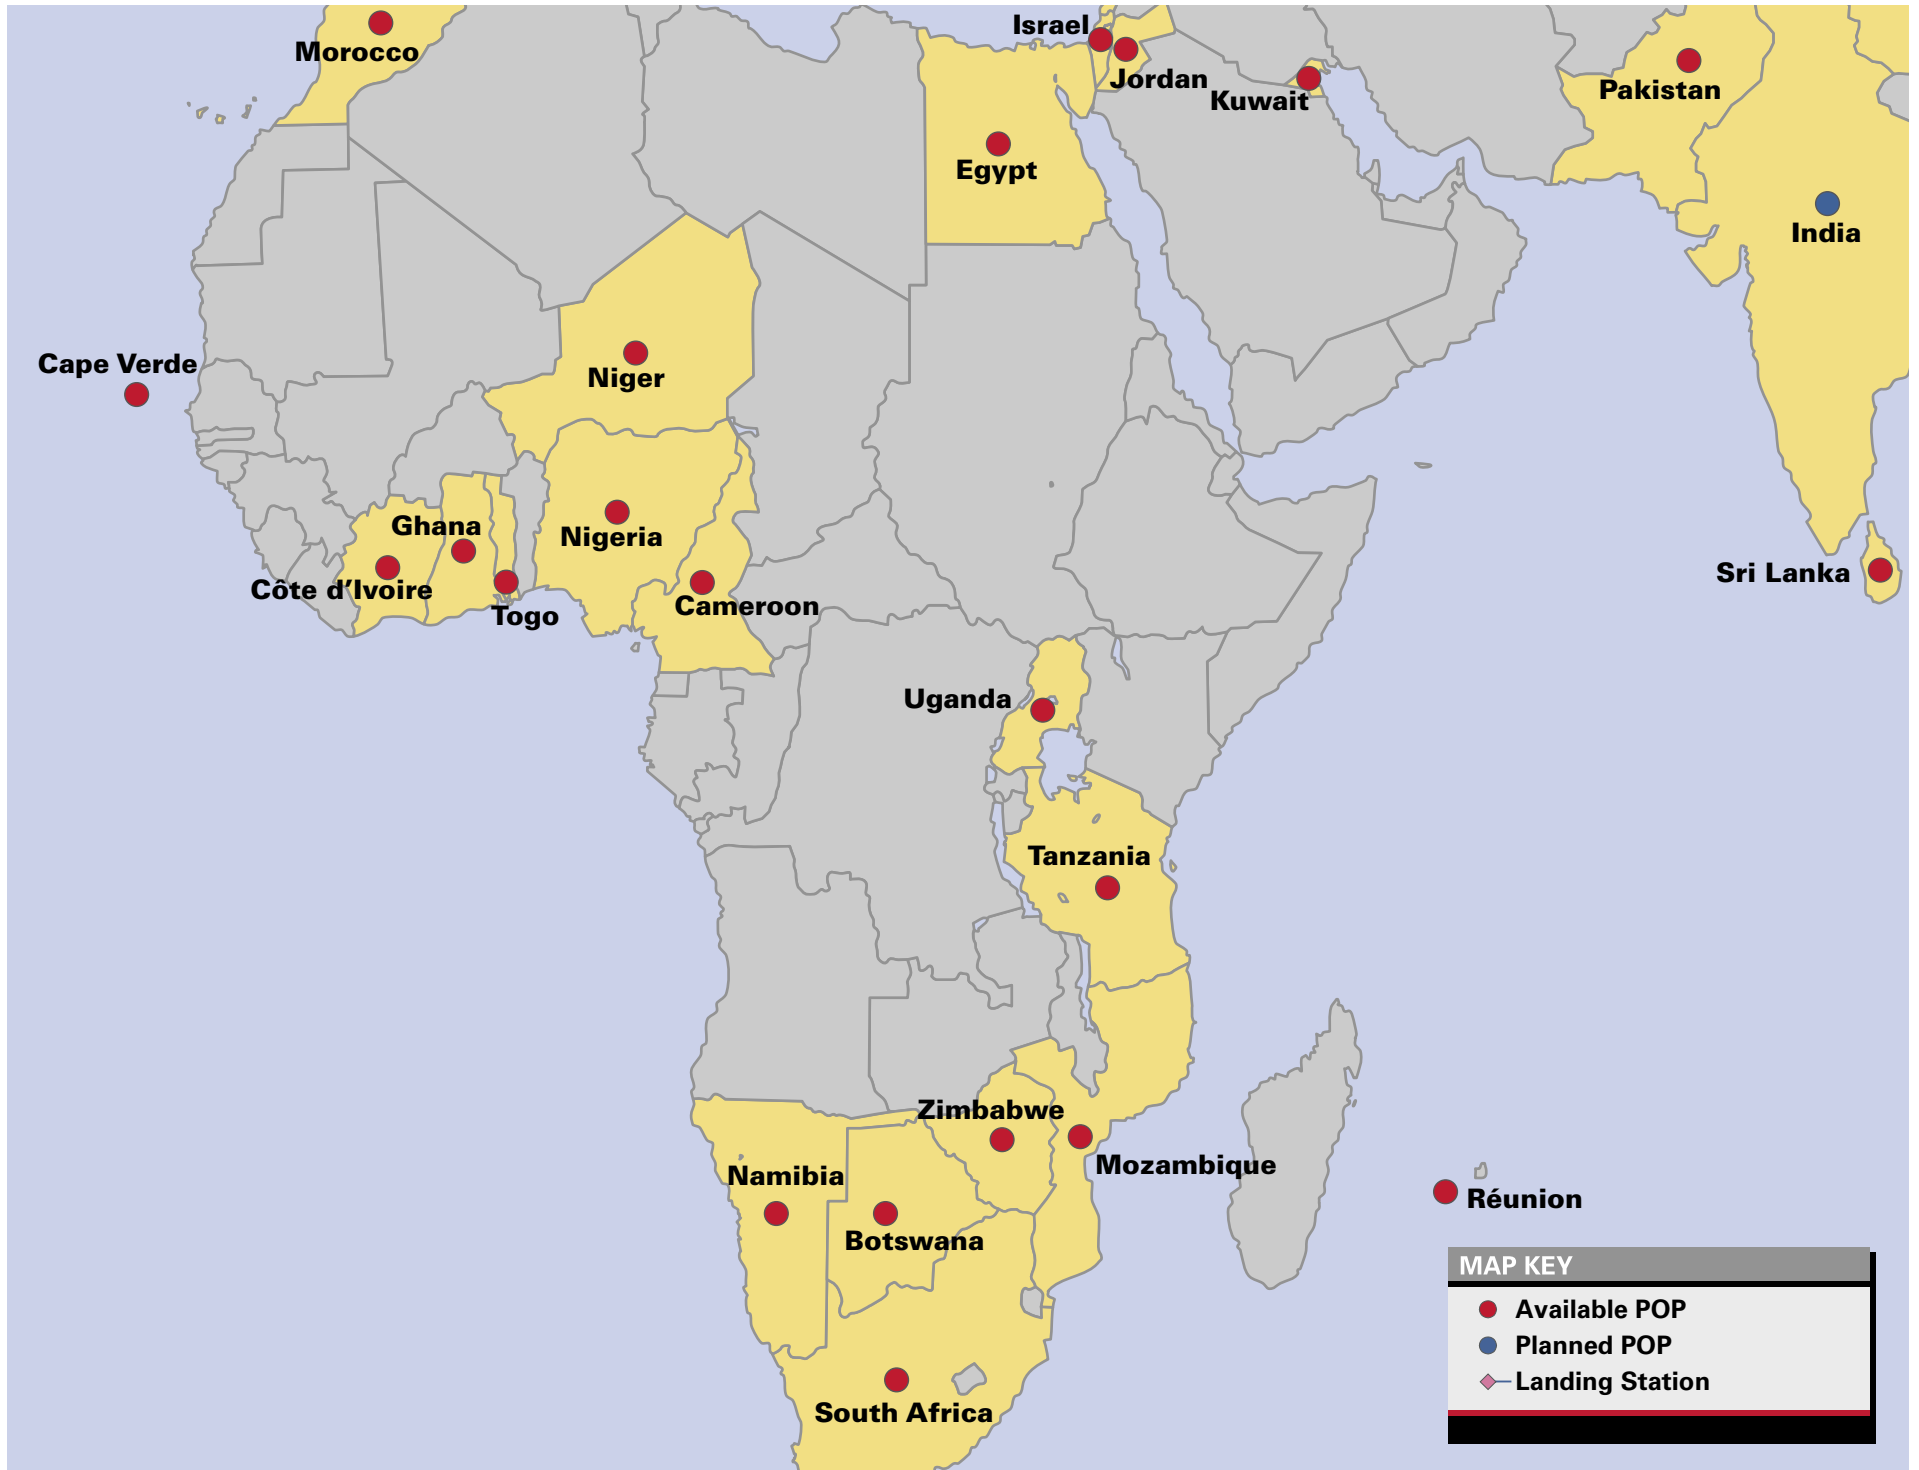 Israel
Morocco
Jordan
Kuwait
Pakistan
Egypt
India
Cape Verde
Niger
Ghana
Nigeria
Côte d'Ivoire
Togo
Cameroon
Sri Lanka
Uganda
Tanzania
Zimbabwe
Mozambique
Namibia
Réunion
Botswana
South Africa
MAP KEY
Available POP
Planned POP
Landing Station